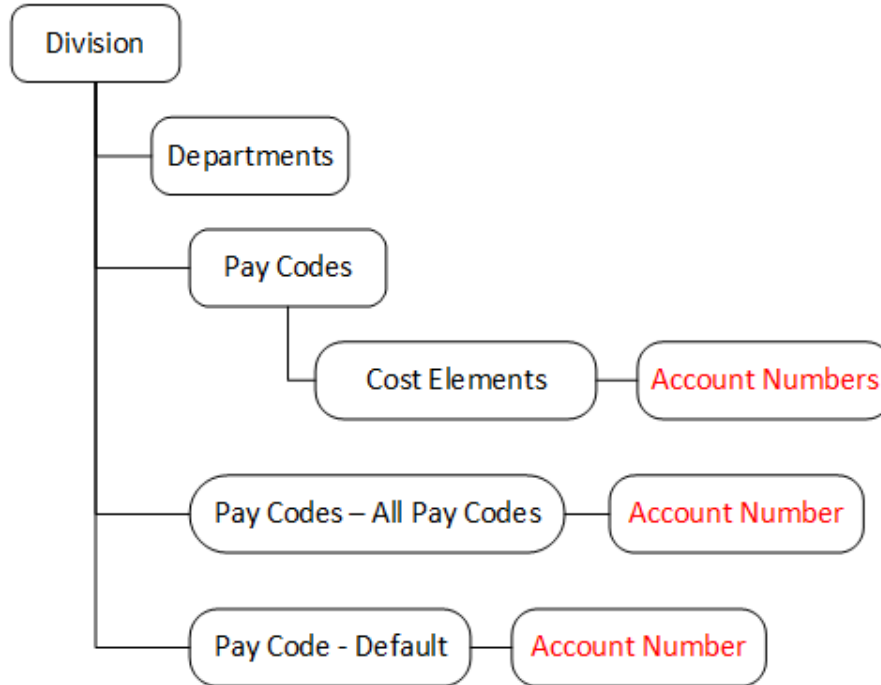 Division
Departments
Pay Codes
Cost Elements
Account Numbers
Pay Codes – All Pay Codes
Account Number
Pay Code - Default
Account Number